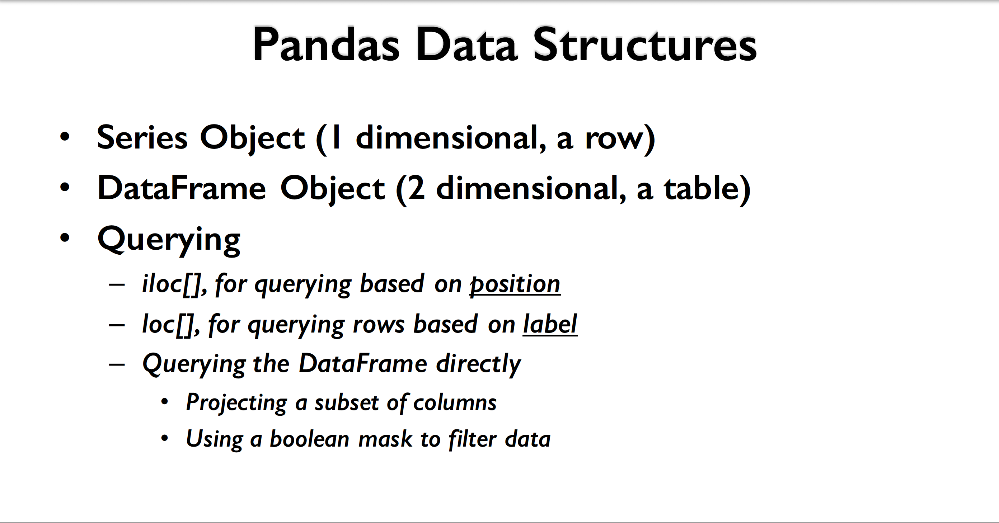 Pandas Data Structures
• Series Object (1 dimensional, a row)
• DataFrame Object (2 dimensional, a table)
• Querying
– iloc[], for querying based on position
– loc[], for querying rows based on label
– Querying the DataFrame directly
• Projecting a subset of columns
• Using a boolean mask to filter data